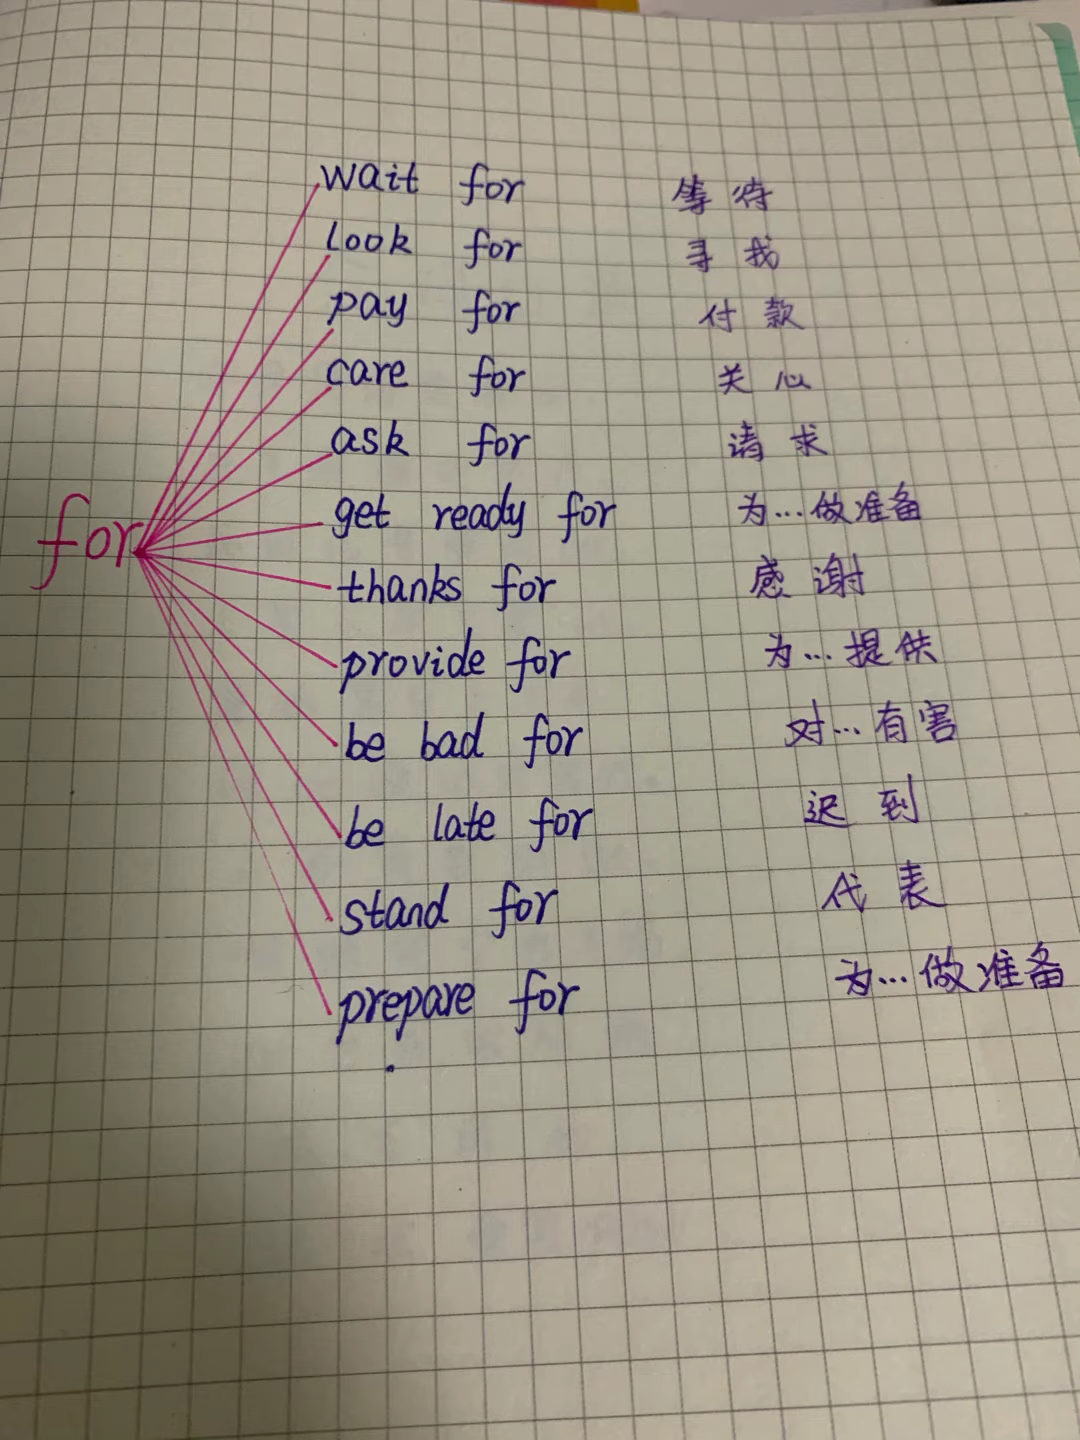 wait for 等待
look for 寻找
pay for 付款
care for 关心
ask for 请求
for get ready for 为...做准备
thanks for 感谢
provide for 为...提供
be bad for 对...有害
be late for 迟到
stand for 代表
prepare for 为...做准备